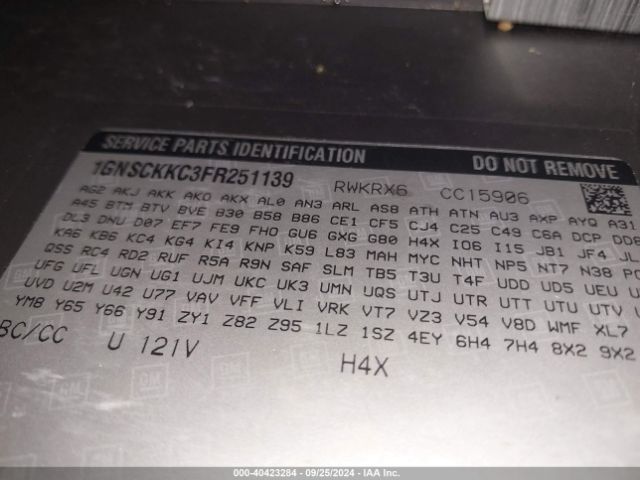 SERVICE PARTS IDENTIFICATION DO NOT REMOVE
1GNSCKKC3FR251139 RWKRX6 CC15906
AG2 AKJ AKK AKO AKX AL0 AN3 ARL AS8 ATH ATN AU3 AXP AYQ A31
A45 BTM BTV BVE B30 B58 B86 CE1 CF5 CJ4 C25 C49 C6A DCP DD8
DL3 DNU D07 EF7 FE9 FHO GU6 GXG G80 H4X I06 I15 JB1 JF4 JL
KA6 KB6 KC4 KG4 KI4 KNP K59 L83 MAH MYC NHT NP5 NT7 N38 PC
QSS RC4 RD2 RUF R5A R9N SAF SLM TB5 T3U T4F UDD UD5 UEU U
UFG UFL UGN UG1 UJM UKC UK3 UMN UQS UTJ UTR UTT UTU UTV
UVD U2M U42 U77 VAV VFF VLI VRK VT7 VZ3 V54 V8D WMF XL7
YM8 Y65 Y66 Y91 ZY1 Z82 Z95 1LZ 1SZ 4EY 6H4 7H4 8X2 9X2
BC/CC U 121V H4X
GM
000-40423284 - 09/25/2024 - IAA Inc.